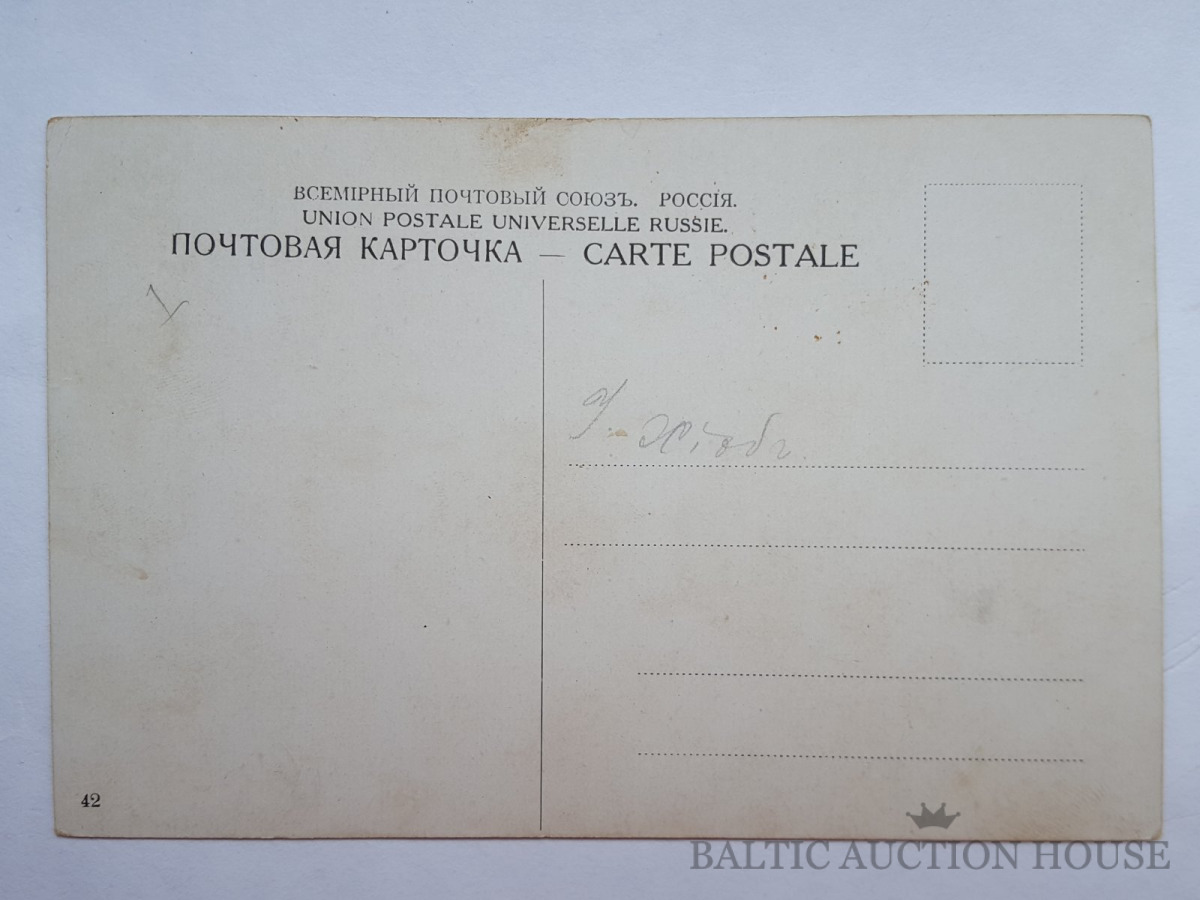 ВСЕМІРНЫЙ ПОЧТОВЫЙ СОЮЗЪ. РОССІЯ.
UNION POSTALE UNIVERSELLE RUSSIE.
ПОЧТОВАЯ КАРТОЧКА — CARTE POSTALE
42
BALTIC AUCTION HOUSE